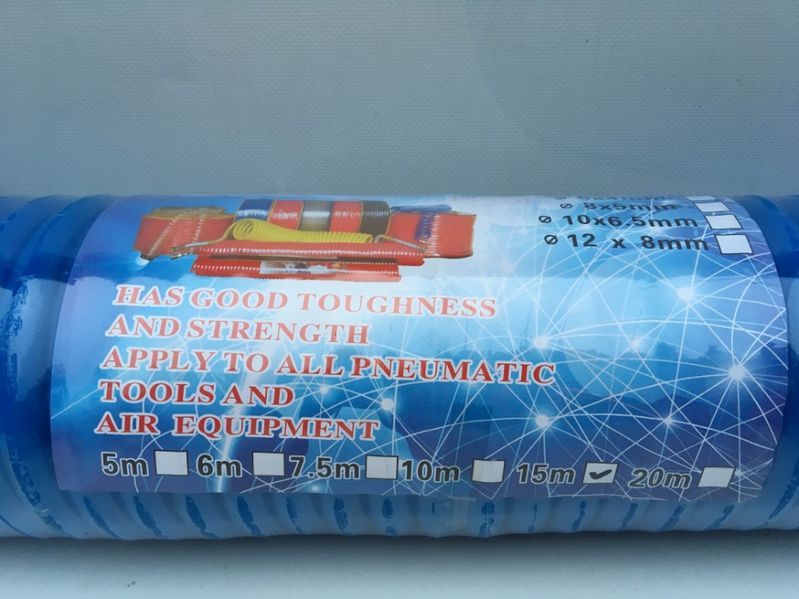 ø 8x5mm
ø 10x6.5mm
ø 12 x 8mm
HAS GOOD TOUGHNESS
AND STRENGTH
APPLY TO ALL PNEUMATIC
TOOLS AND
AIR EQUIPMENT
5m 6m 7.5m 10m 15m ✓ 20m